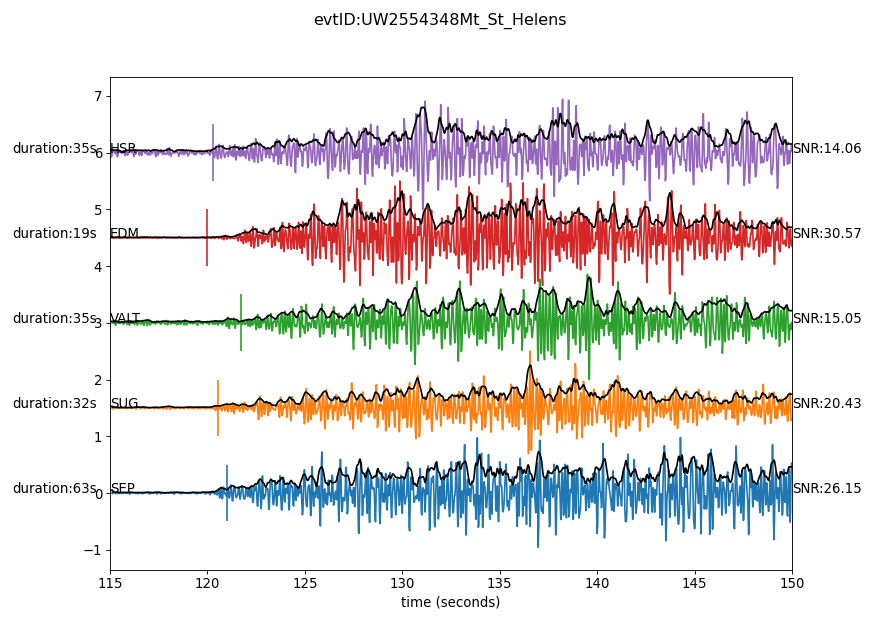 evtID:UW2554348Mt_St_Helens
7
duration:35s HSR 6 SNR:14.06
5
duration:19s EDM SNR:30.57
4
duration:35s VALT 3 SNR:15.05
2
duration:32s SUG SNR:20.43
1
duration:63s SEP 0 SNR:26.15
−1
115 120 125 130 135 140 145 150
time (seconds)